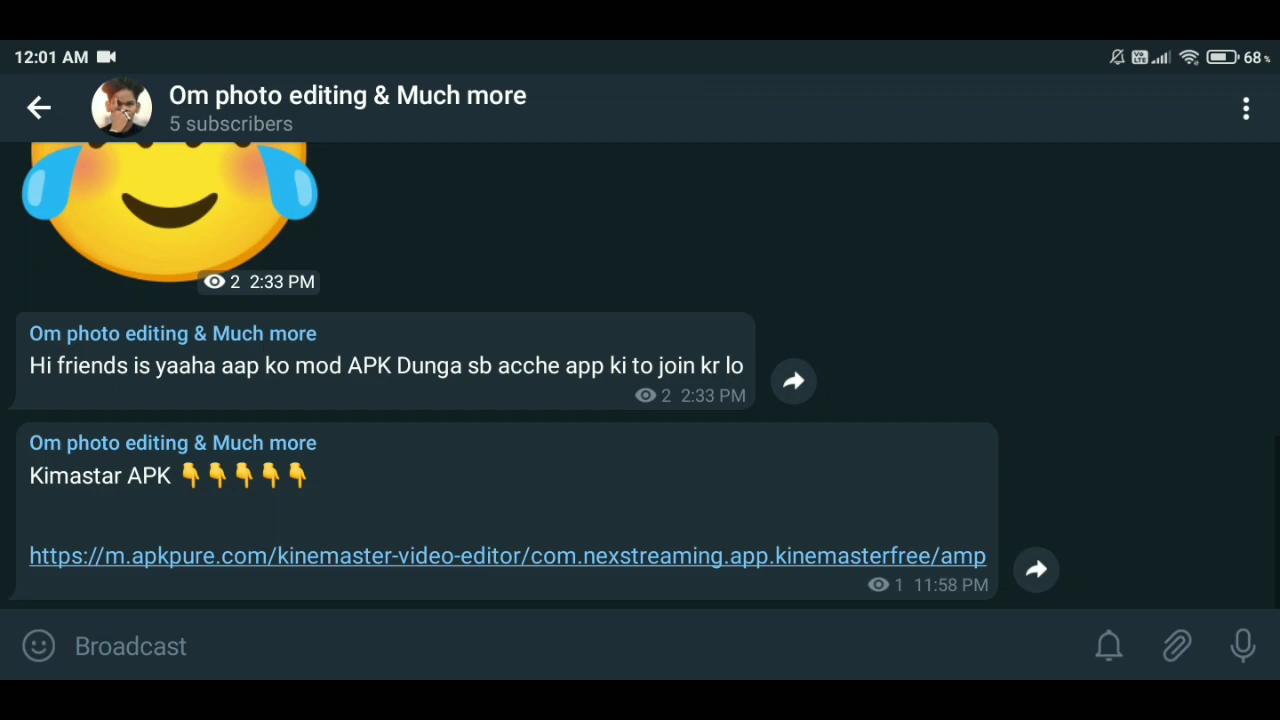 12:01 AM 68%
Om photo editing & Much more
5 subscribers
2 2:33 PM
Om photo editing & Much more
Hi friends is yaaha aap ko mod APK Dunga sb acche app ki to join kr lo
2 2:33 PM
Om photo editing & Much more
Kimastar APK 👇👇👇👇👇
https://m.apkpure.com/kinemaster-video-editor/com.nexstreaming.app.kinemasterfree/amp
1 11:58 PM
Broadcast